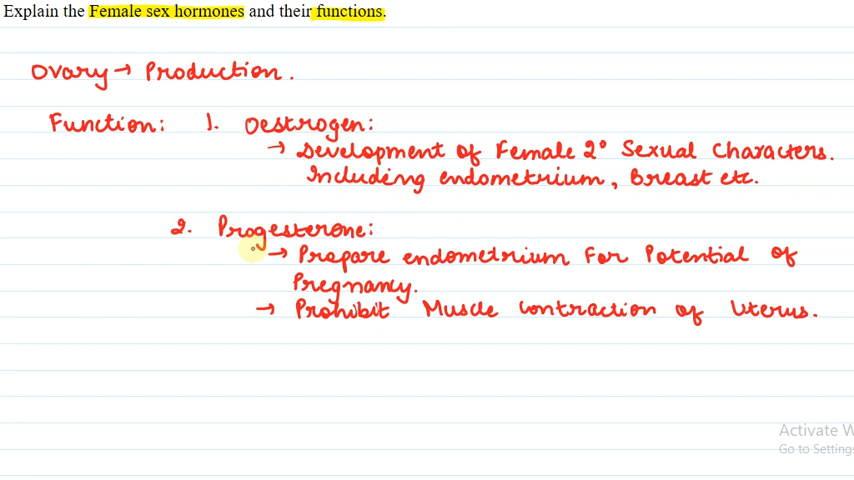 Explain the Female sex hormones and their functions.
Ovary → Production.
Function: 1. Oestrogen:
→ Development of Female 2° Sexual Characters.
Including endometrium, Breast etc.
2. Progesterone:
→ Prepare endometrium For Potential of
Pregnancy.
→ Prohibit Muscle Contraction of Uterus.
Activate W
Go to Settings